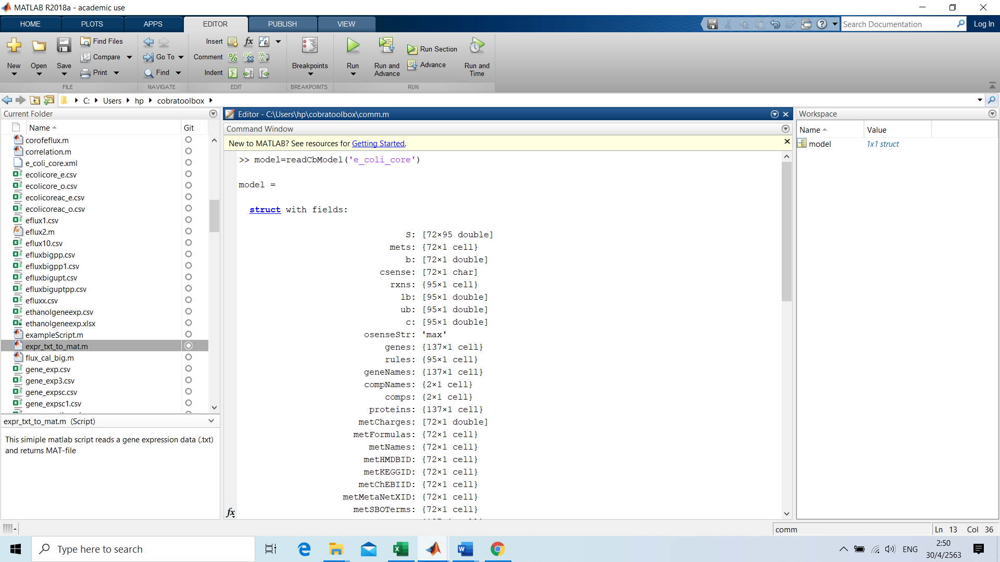 MATLAB R2018a - academic use
HOME PLOTS APPS EDITOR PUBLISH VIEW
Search Documentation
Log In
New
Open
Save
Find Files
Compare
Print
FILE
Go To
Find
NAVIGATE
Insert
Comment
Indent
EDIT
Breakpoints
BREAKPOINTS
Run
Run and
Advance
Run Section
Advance
Run and
Time
RUN
C: Users hp cobratoolbox
Current Folder
Name Git
corofeflux.m
correlation.m
e_coli_core.xml
ecolicore_e.csv
ecolicore_o.csv
ecolicoreac_e.csv
ecolicoreac_o.csv
eflux1.csv
eflux2.m
eflux10.csv
efluxbigpp.csv
efluxbigpp1.csv
efluxbigupt.csv
efluxbiguptpp.csv
efluxx.csv
ethanolgeneexp.csv
ethanolgeneexp.xlsx
exampleScript.m
expr_txt_to_mat.m
flux_cal_big.m
gene_exp.csv
gene_exp3.csv
gene_expsc.csv
gene_expsc1.csv
expr_txt_to_mat.m (Script)
This simiple matlab script reads a gene expression data (.txt)
and returns MAT-file
Editor - C:\Users\hp\cobratoolbox\comm.m
Command Window
New to MATLAB? See resources for Getting Started.
>> model=readCbModel('e_coli_core')
model =
struct with fields:
S: [72×95 double]
mets: {72×1 cell}
b: [72×1 double]
csense: [72×1 char]
rxns: {95×1 cell}
lb: [95×1 double]
ub: [95×1 double]
c: [95×1 double]
osenseStr: 'max'
genes: {137×1 cell}
rules: {95×1 cell}
geneNames: {137×1 cell}
compNames: {2×1 cell}
comps: {2×1 cell}
proteins: {137×1 cell}
metCharges: [72×1 double]
metFormulas: {72×1 cell}
metNames: {72×1 cell}
metHMDBID: {72×1 cell}
metKEGGID: {72×1 cell}
metChEBIID: {72×1 cell}
metMetaNetXID: {72×1 cell}
metSBOTerms: {72×1 cell}
fx
Workspace
Name Value
model 1x1 struct
comm
Ln 13 Col 36
Type here to search
ENG
2:50
30/4/2563